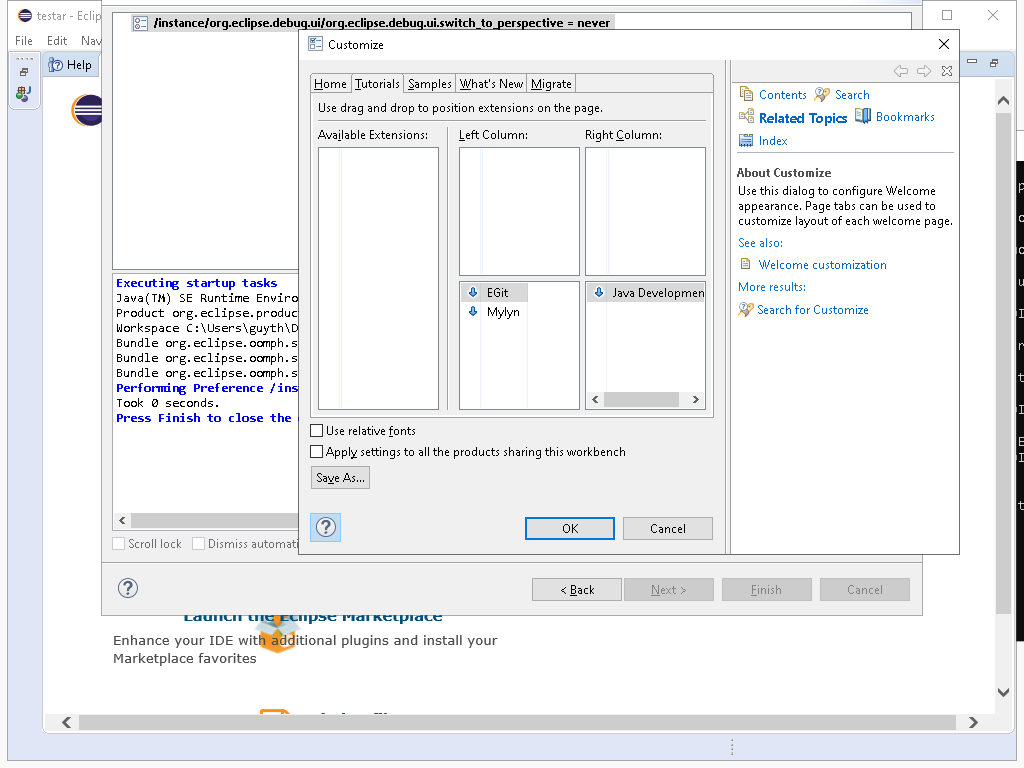 testar - Eclip
File Edit Nav
Help
/instance/org.eclipse.debug.ui/org.eclipse.debug.ui.switch_to_perspective = never
Customize
Home Tutorials Samples What's New Migrate
Use drag and drop to position extensions on the page.
Available Extensions: Left Column: Right Column:
EGit
Mylyn
Java Developmen
Use relative fonts
Apply settings to all the products sharing this workbench
Save As...
OK Cancel
Contents Search
Related Topics Bookmarks
Index
About Customize
Use this dialog to configure Welcome
appearance. Page tabs can be used to
customize layout of each welcome page.
See also:
Welcome customization
More results:
Search for Customize
Executing startup tasks
Java(TM) SE Runtime Enviro
Product org.eclipse.produc
Workspace C:\Users\guyth\D
Bundle org.eclipse.oomph.s
Bundle org.eclipse.oomph.s
Bundle org.eclipse.oomph.s
Performing Preference /ins
Took 0 seconds.
Press Finish to close the
Scroll lock Dismiss automati
< Back Next > Finish Cancel
Launch the Eclipse Marketplace
Enhance your IDE with additional plugins and install your
Marketplace favorites